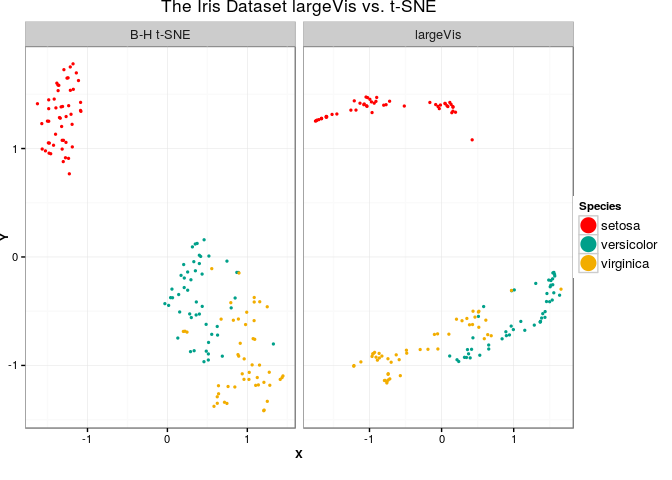 The Iris Dataset largeVis vs. t-SNE
B-H t-SNE
largeVis
1
0
-1
Y
-1
0
1
-1
0
1
x
Species
setosa
versicolor
virginica